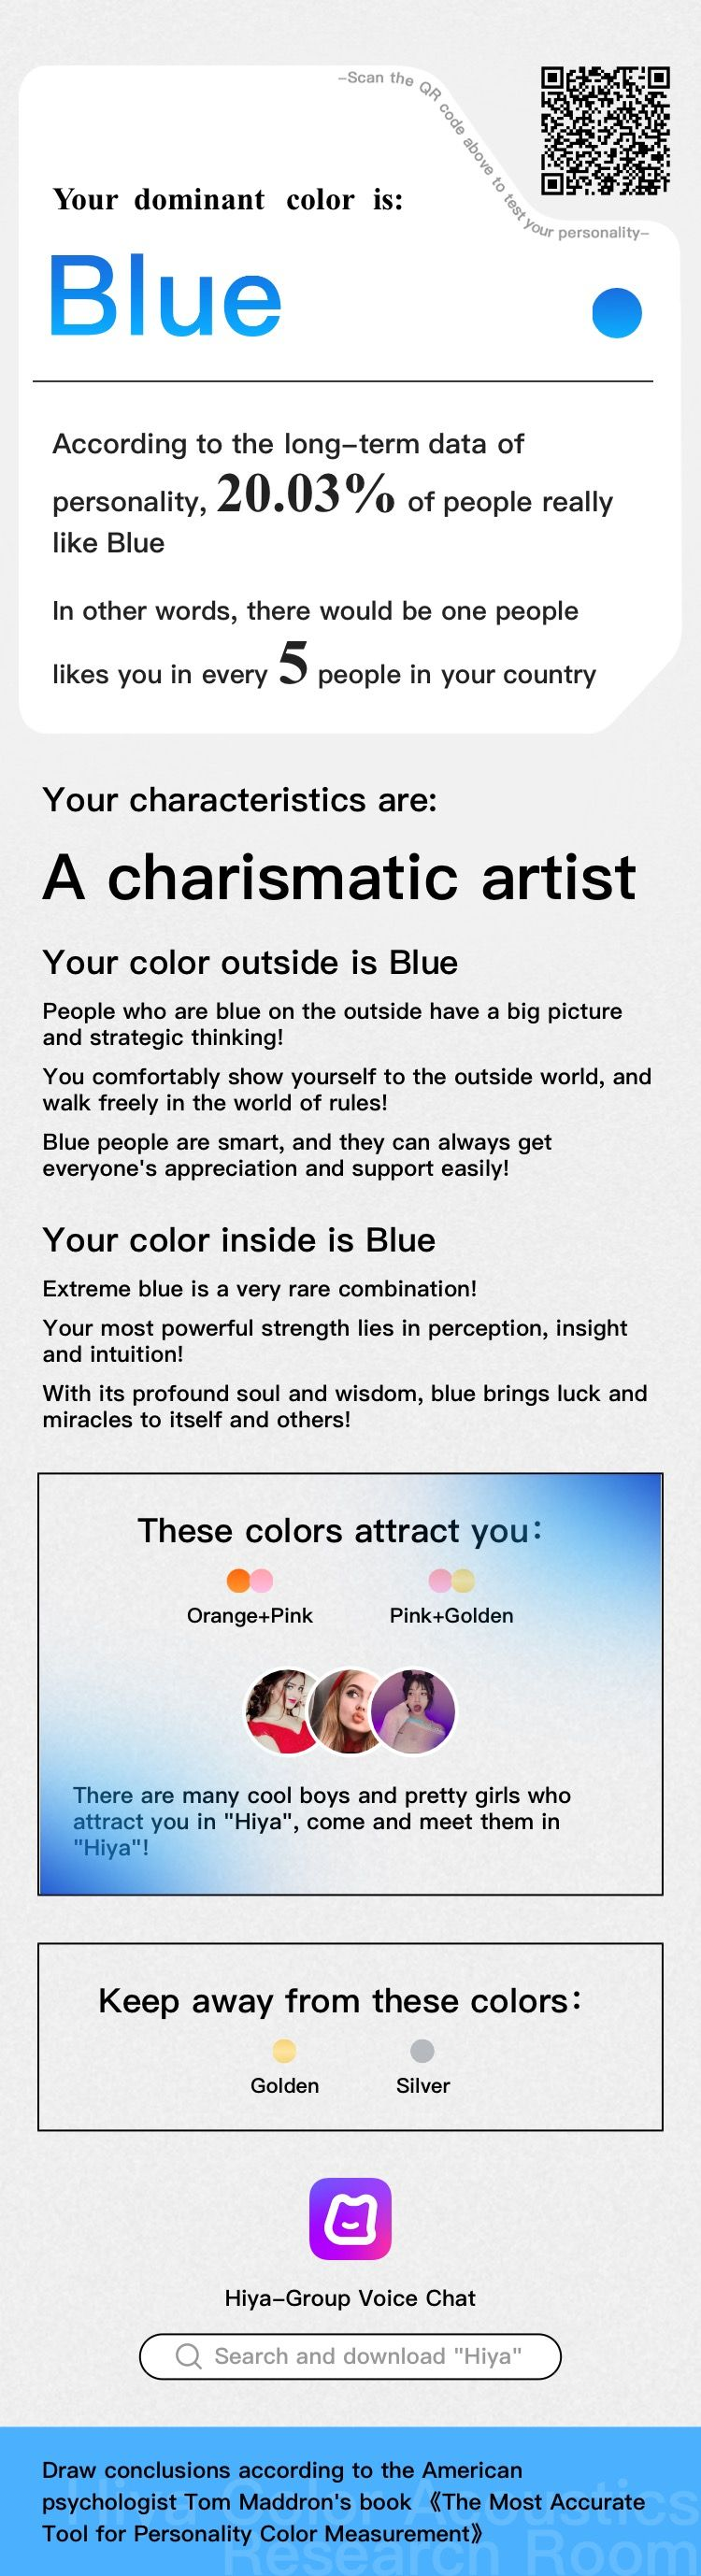 –Scan the QR code above to test your personality–
Your dominant color is:
Blue
According to the long–term data of
personality, 20.03% of people really
like Blue
In other words, there would be one people
likes you in every 5 people in your country
Your characteristics are:
A charismatic artist
Your color outside is Blue
People who are blue on the outside have a big picture
and strategic thinking!
You comfortably show yourself to the outside world, and
walk freely in the world of rules!
Blue people are smart, and they can always get
everyone's appreciation and support easily!
Your color inside is Blue
Extreme blue is a very rare combination!
Your most powerful strength lies in perception, insight
and intuition!
With its profound soul and wisdom, blue brings luck and
miracles to itself and others!
These colors attract you：
Orange+Pink
Pink+Golden
There are many cool boys and pretty girls who
attract you in "Hiya", come and meet them in
"Hiya"!
Keep away from these colors：
Golden
Silver
Hiya–Group Voice Chat
Search and download "Hiya"
Draw conclusions according to the American
psychologist Tom Maddron's book 《The Most Accurate
Tool for Personality Color Measurement》
Hiya Color Acoustics
Research Room